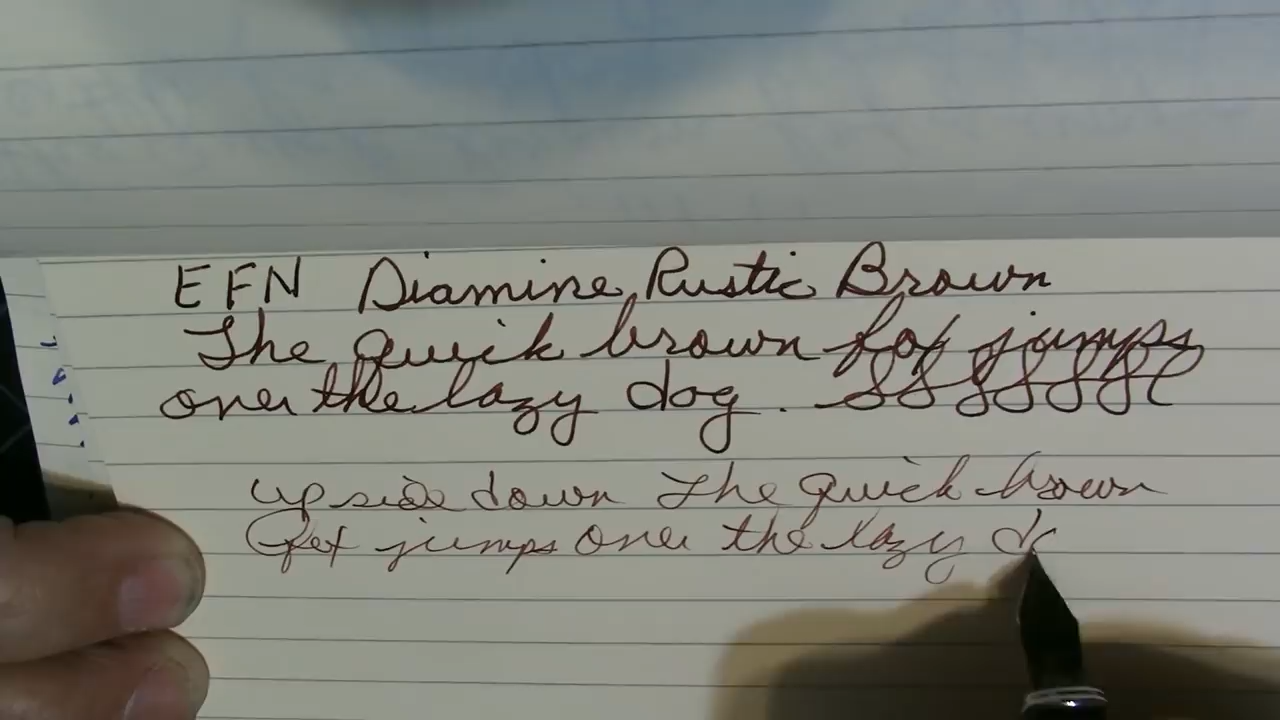 EFN Diamine Rustic Brown
The quick brown fox jumps
over the lazy dog.
upside down The quick brown
fox jumps over the lazy do